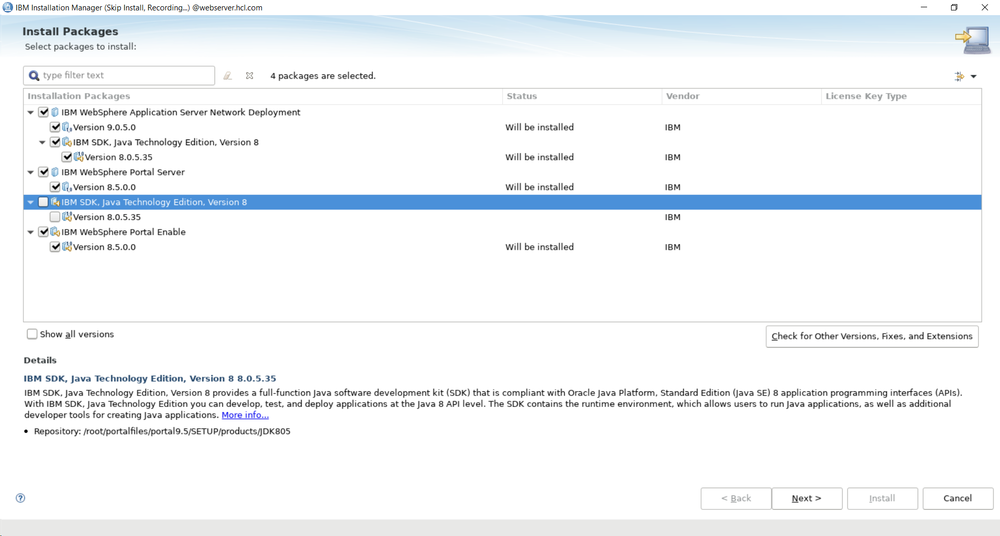 IBM Installation Manager (Skip Install, Recording...) @webserver.hcl.com
Install Packages
Select packages to install:
type filter text
4 packages are selected.
Installation Packages Status Vendor License Key Type
IBM WebSphere Application Server Network Deployment
Version 9.0.5.0 Will be installed IBM
IBM SDK, Java Technology Edition, Version 8
Version 8.0.5.35 Will be installed IBM
IBM WebSphere Portal Server
Version 8.5.0.0 Will be installed IBM
IBM SDK, Java Technology Edition, Version 8
Version 8.0.5.35 IBM
IBM WebSphere Portal Enable
Version 8.5.0.0 Will be installed IBM
Show all versions
Check for Other Versions, Fixes, and Extensions
Details
IBM SDK, Java Technology Edition, Version 8 8.0.5.35
IBM SDK, Java Technology Edition, Version 8 provides a full-function Java software development kit (SDK) that is compliant with Oracle Java Platform, Standard Edition (Java SE) 8 application programming interfaces (APIs).
With IBM SDK, Java Technology Edition you can develop, test, and deploy applications at the Java 8 API level. The SDK contains the runtime environment, which allows users to run Java applications, as well as additional
developer tools for creating Java applications. More info...
• Repository: /root/portalfiles/portal9.5/SETUP/products/JDK805
?
< Back Next > Install Cancel